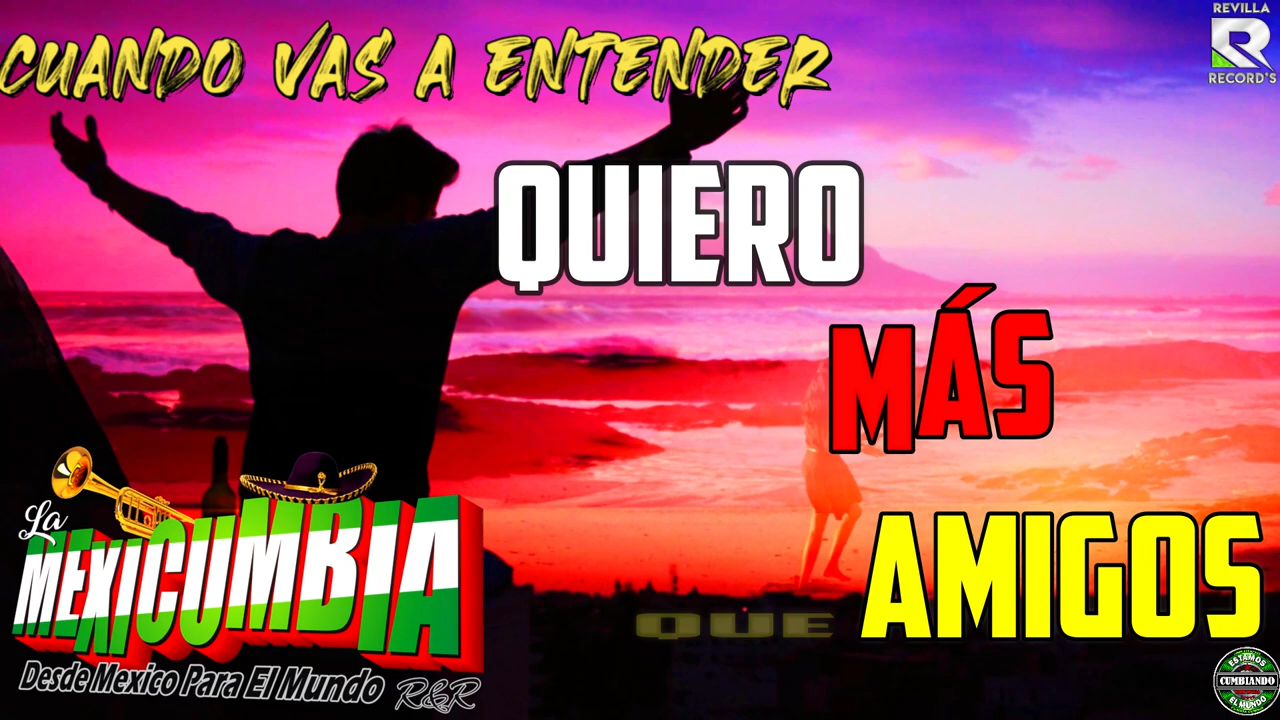 CUANDO VAS A ENTENDER
REVILLA
R
RECORD'S
QUIERO
MÁS
QUE
AMIGOS
La
MEXICUMBIA
Desde Mexico Para El Mundo R&R
ESTAMOS
CUMBIANDO
EL MUNDO